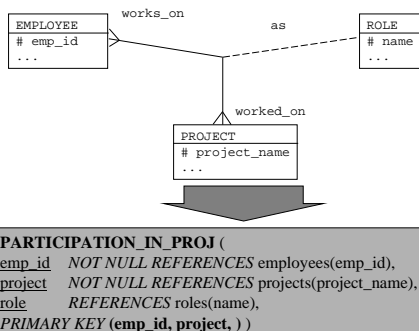 works_on
as
EMPLOYEE
# emp_id
...
ROLE
# name
...
worked_on
PROJECT
# project_name
...
PARTICIPATION_IN_PROJ (
emp_id NOT NULL REFERENCES employees(emp_id),
project NOT NULL REFERENCES projects(project_name),
role REFERENCES roles(name),
PRIMARY KEY (emp_id, project, ) )